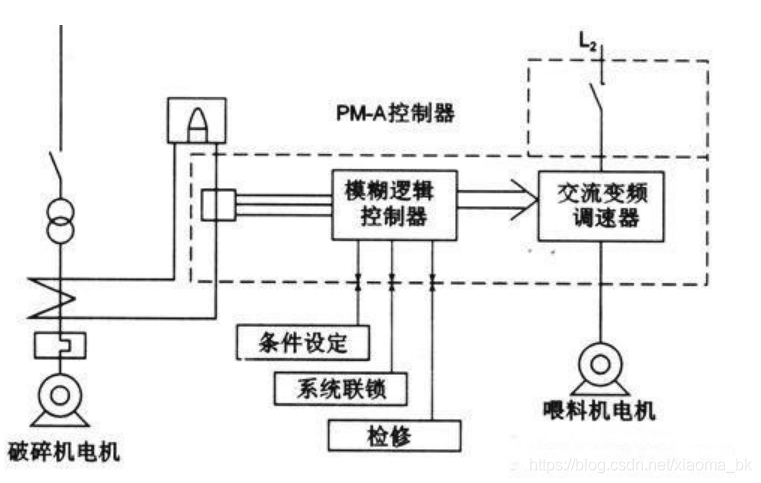 L₂
PM-A控制器
模糊逻辑
控制器
交流变频
调速器
条件设定
系统联锁
检修
喂料机电机
破碎机电机
https://blog.csdn.net/xiaoma_bk